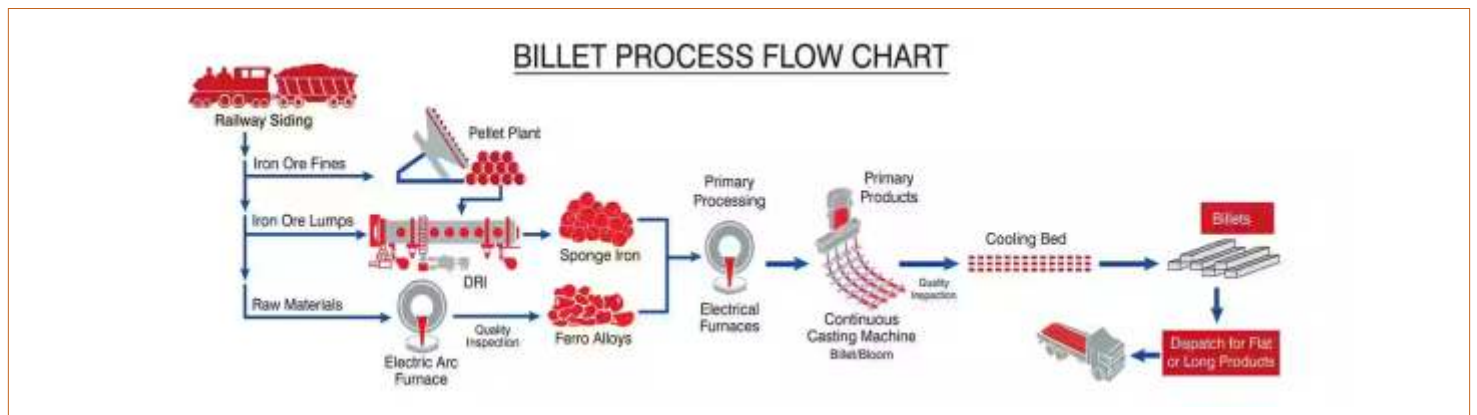 BILLET PROCESS FLOW CHART
Railway Siding
Iron Ore Fines
Pellet Plant
Iron Ore Lumps
DRI
Sponge Iron
Raw Materials
Electric Arc
Furnace
Quality
Inspection
Ferro Alloys
Primary
Processing
Electrical
Furnaces
Primary
Products
Continuous
Casting Machine
Billet/Bloom
Quality
Inspection
Cooling Bed
Billets
Dispatch for Flat
or Long Products